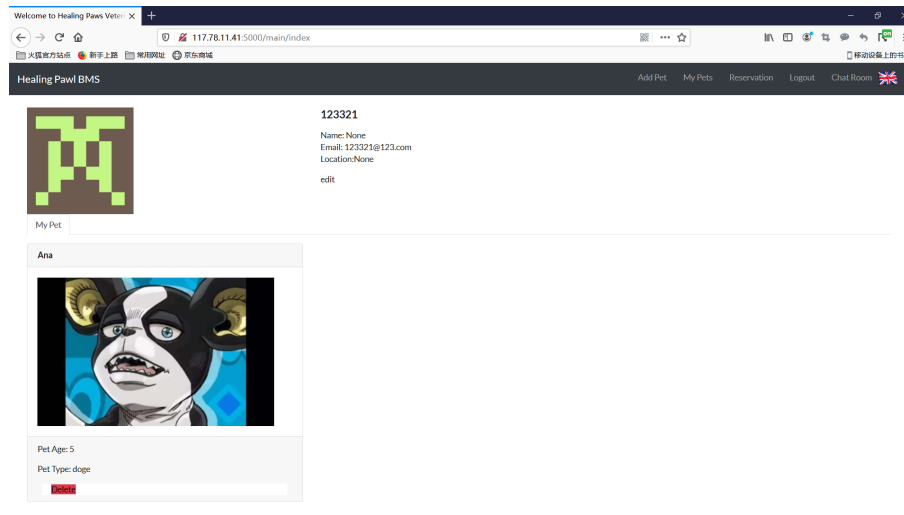 Welcome to Healing Paws Veteri
117.78.11.41:5000/main/index
火狐官方站点 新手上路 常用网址 京东商城 移动设备上的书
Healing Pawl BMS Add Pet My Pets Reservation Logout Chat Room
123321
Name: None
Email: 123321@123.com
Location:None
edit
My Pet
Ana
Pet Age: 5
Pet Type: doge
Delete